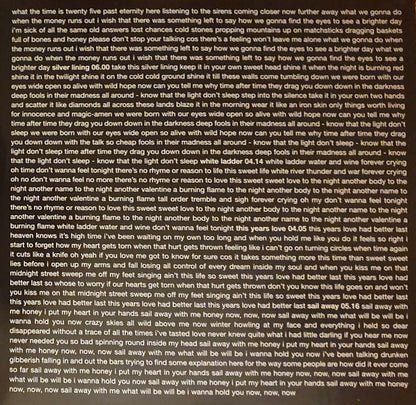 what the time is twenty five past eternity here listening to the sirens coming closer now further away what we gonna do
when the money runs out i wish that there was something left to say how we gonna find the eyes to see a brighter day
i'm sick of all the same old answers lost chances cold stones propping mountains up on matchsticks dragging baskets
full of bones and honey please don't stop your talking cos there's a feeling won't leave me alone what we gonna do when
the money runs out i wish that there was something left to say how we gonna find the eyes to see a brighter day what we
gonna do when the money runs out i wish that there was something left to say how we gonna find the eyes to see a
brighter day silver lining 06.00 take this silver lining keep it in your own sweet head shine it when the night is burning red
shine it in the twilight shine it on the cold cold ground shine it till these walls come tumbling down we were born with our
eyes wide open so alive with wild hope now can you tell me why time after time they drag you down down in the darkness
deep fools in their madness all around - know that the light don't sleep step into the silence take it in your own two hands
and scatter it like diamonds all across these lands blaze it in the morning wear it like an iron skin only things worth living
for innocence and magic-amen we were born with our eyes wide open so alive with wild hope now can you tell me why
time after time they drag you down down in the darkness deep fools in their madness all around - know that the light don't
sleep we were born with our eyes wide open so alive with wild hope now can you tell me why time after time they drag
you down down with the talk so cheap fools in their madness all around - know that the light don't sleep - know that the
light don't sleep time after time they drag you down down in the darkness deep fools in their madness all around - know
that the light don't sleep - know that the light don't sleep white ladder 04.14 white ladder water and wine forever crying
oh time don't wanna feel tomorrow there's no rhyme or reason to life this sweet life white river thunder and war forever crying
oh no don't wanna feel no more there's no rhyme or reason to love this sweet sweet love to the night another body to the
night another name to the night another valentine a burning flame to the night another body to the night another name to
the night another valentine a burning flame tall order tremble and sigh forever crying oh my don't wanna feel tonight
there's no rhyme or reason to love this sweet sweet love to the night another body to the night another name to the night
another valentine a burning flame to the night another body to the night another name to the night another valentine a
burning flame white ladder water and wine don't wanna feel tonight this years love 04.05 this years love had better last
heaven knows it's high time i've been waiting on my own too long and when you hold me like you do it feels so right i
start to forget how my heart gets torn when that hurt gets thrown feeling like i can't go on turning circles when time again
it cuts like a knife oh yeah if you love me got to know for sure cos it takes something more this time than sweet sweet
lies before i open up my arms and fall losing all control of every dream inside my soul and when you kiss me on that
midnight street sweep me off my feet singing ain't this life so sweet this years love had better last this years love had
better last so whose to worry if our hearts get torn when that hurt gets thrown don't you know this life goes on and won't
you kiss me on that midnight street sweep me off my feet singing ain't this life so sweet this years love had better last
this years love had better last this years love had better last this years love had better last sail away 05.16 sail away with
me honey i put my heart in your hands sail away with me honey now, now, now sail away with me what will be will be i
wanna hold you now crazy skies all wild above me now winter howling at my face and everything i held so dear
disappeared without a trace of all the times i've tasted love never knew quite what i had little darling if you hear me now
never needed you so bad spinning round inside my head sail away with me honey i put my heart in your hands sail away
with me honey now, now, now sail away with me what will be will be i wanna hold you now i've been talking drunken
gibberish falling in and out the bars trying to find some explanation here for the way some people are how did it ever come
so far sail away with me honey i put my heart in your hands sail away with me honey now, now, now sail away with me
what will be will be i wanna hold you now sail away with me honey i put my heart in your hands sail away with me
honey now, now, now sail away with me what will be will be i wanna hold you now, now, now